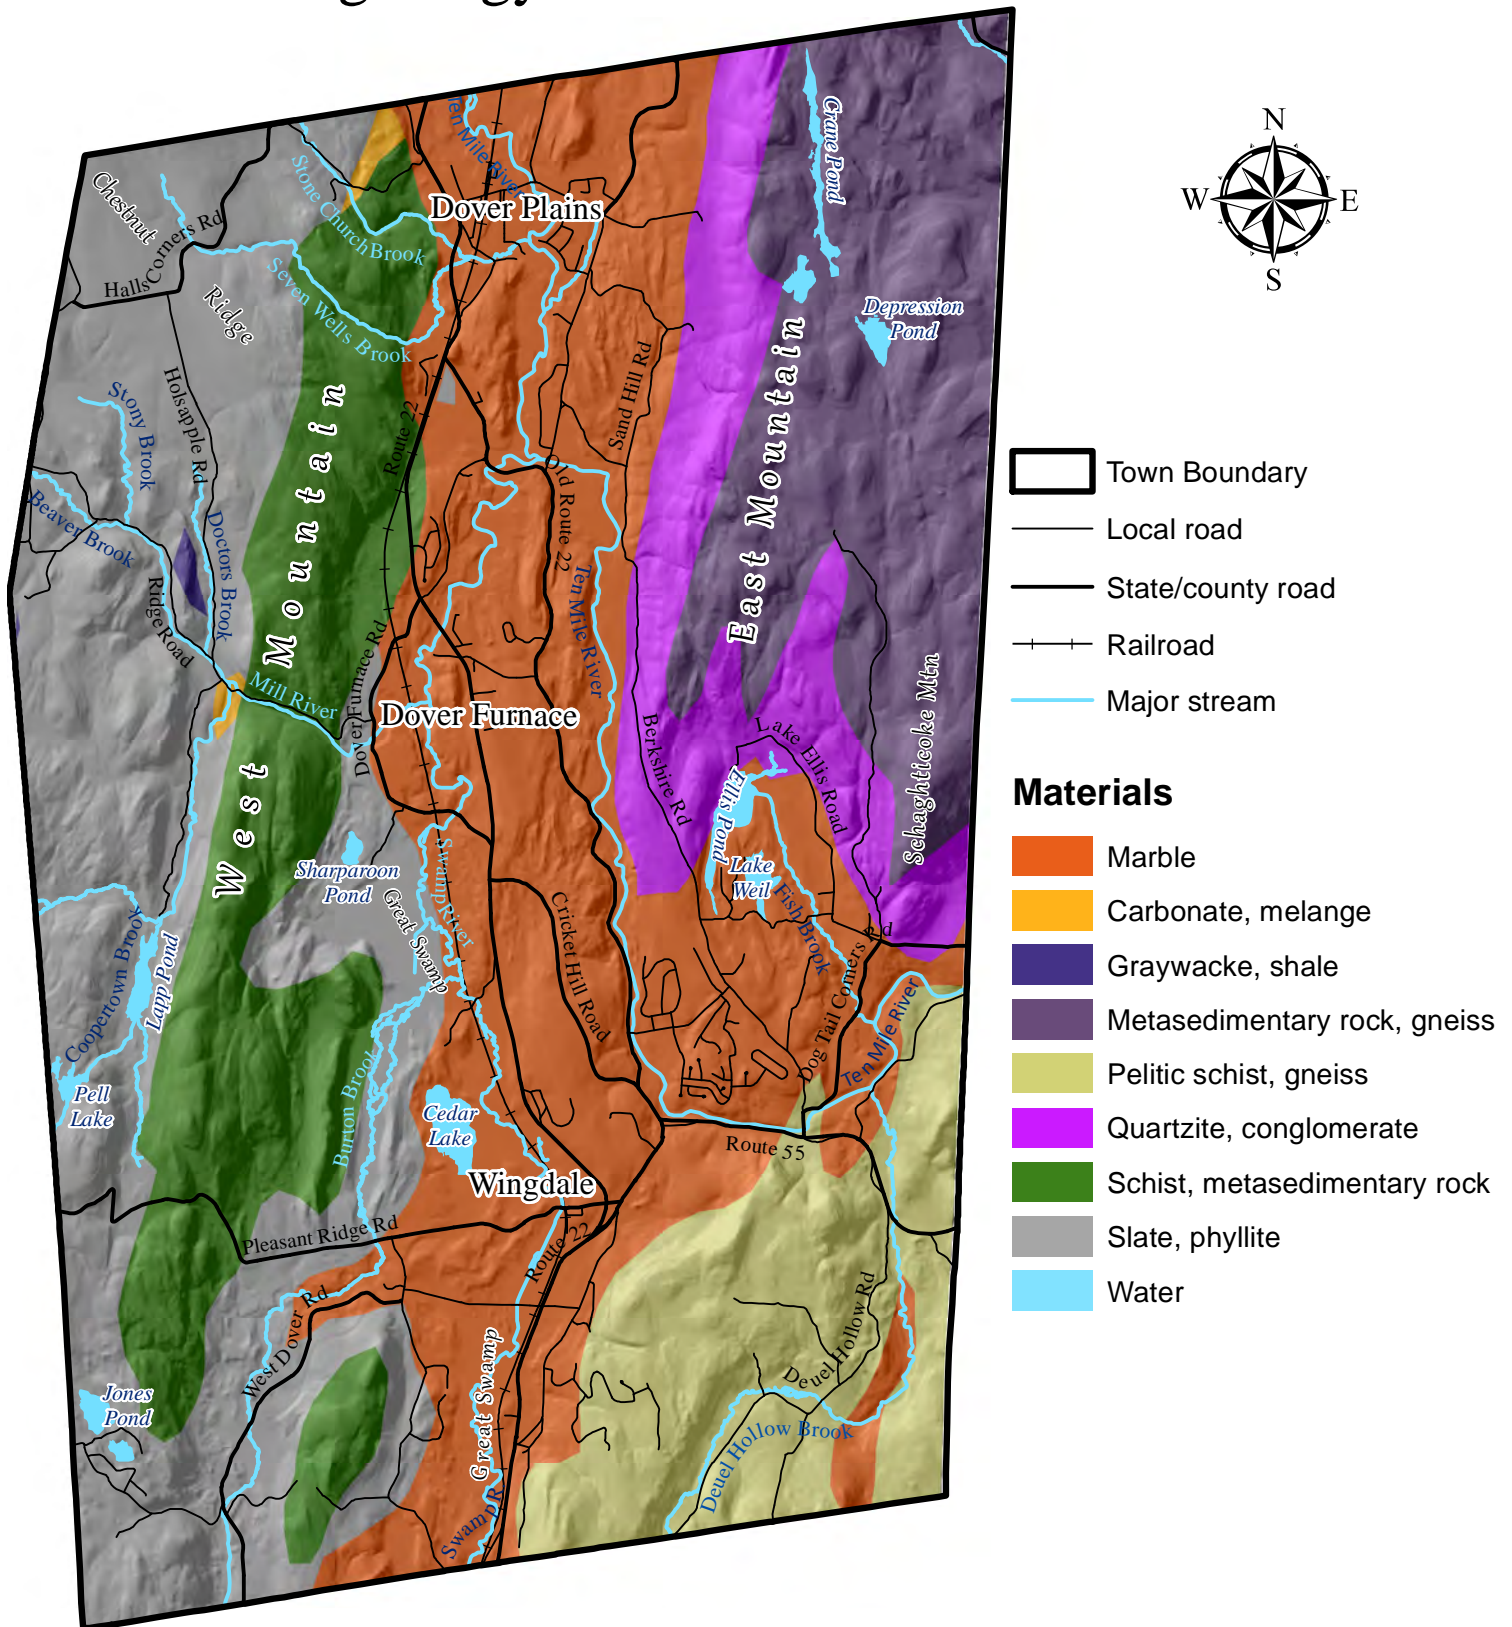 Ten Mile River
Crane Pond
Chestnut
Ridge
Stone Church Brook
Dover Plains
Halls Corners Rd
Seven Wells Brook
Depression
Pond
Holsapple Rd
Stony Brook
Route 22
Sand Hill Rd
East Mountain
Beaver Brook
Doctors Brook
Old Route 22
Ridge Road
West Mountain
Ten Mile River
Dover Furnace Rd
Mill River
Dover Furnace
Berkshire Rd
Lake Ellis Road
Schaghticoke Mtn
Ellis Pond
Sharparoon
Pond
Swamp River
Great Swamp
Lake
Weil
Fish Brook
Cricket Hill Road
Coopertown Brook
Lapp Pond
Dog Tail Corners Rd
Ten Mile River
Pell
Lake
Burton Brook
Cedar
Lake
Route 55
Wingdale
Pleasant Ridge Rd
Route 22
West Dover Rd
Great Swamp
Deuel Hollow Rd
Jones
Pond
Deuel Hollow Brook
Swamp R
N
W
E
S
Town Boundary
Local road
State/county road
Railroad
Major stream
Materials
Marble
Carbonate, melange
Graywacke, shale
Metasedimentary rock, gneiss
Pelitic schist, gneiss
Quartzite, conglomerate
Schist, metasedimentary rock
Slate, phyllite
Water